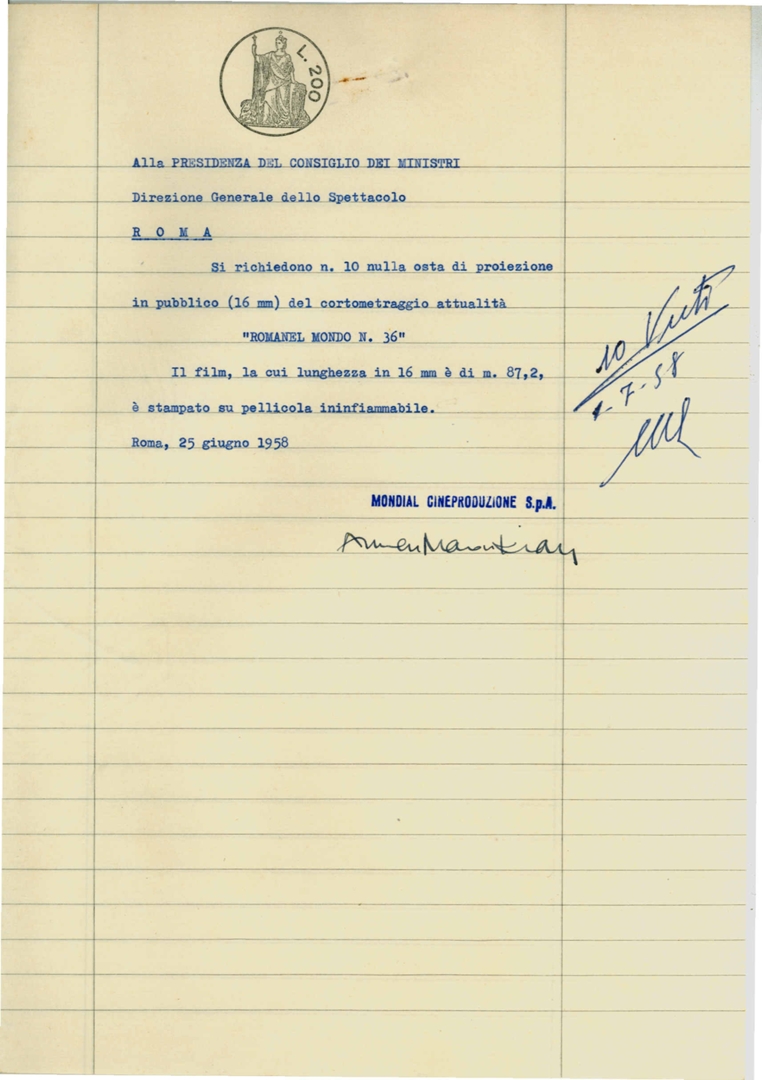 L. 200
Alla PRESIDENZA DEL CONSIGLIO DEI MINISTRI
Direzione Generale dello Spettacolo
R O M A
Si richiedono n. 10 nulla osta di proiezione
in pubblico (16 mm) del cortometraggio attualità
"ROMANEL MONDO N. 36"
Il film, la cui lunghezza in 16 mm è di m. 87,2,
è stampato su pellicola ininfiammabile.
Roma, 25 giugno 1958
10 Visti
1-7-58
MONDIAL CINEPRODUZIONE S.p.A.